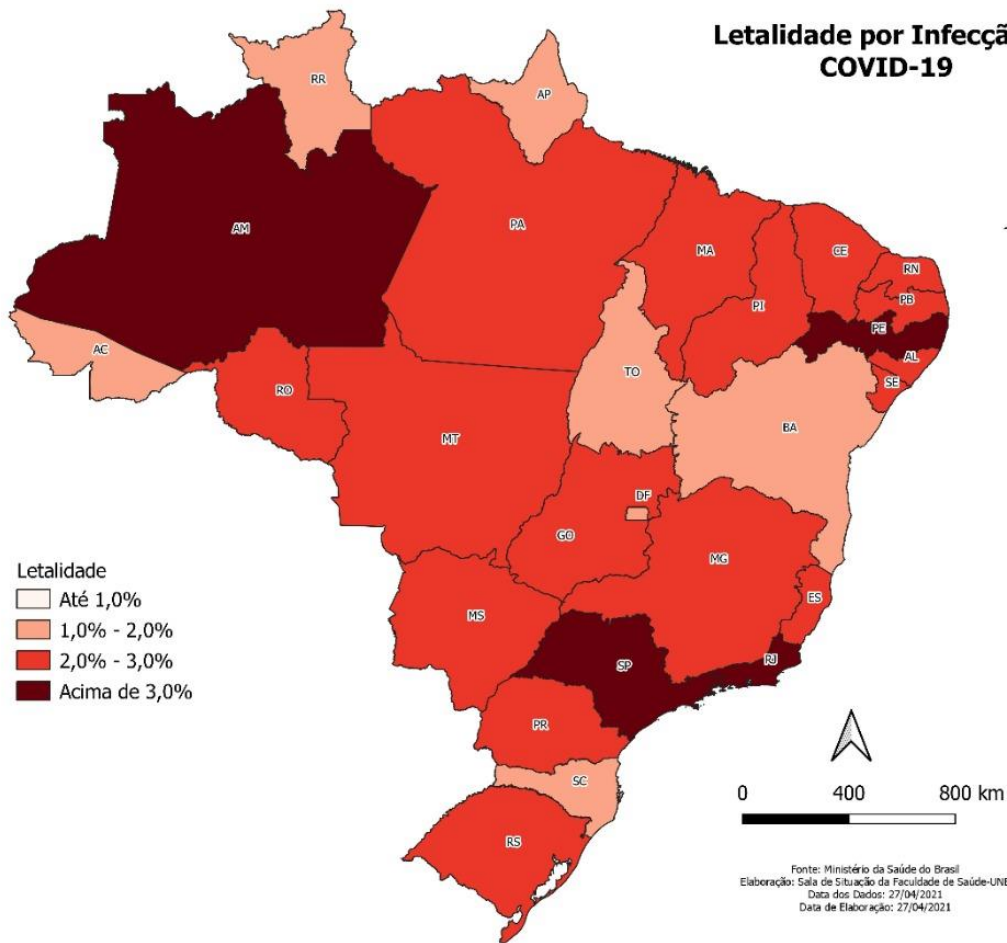 Letalidade por Infecçã
COVID-19
RR
AP
AM
PA
MA
CE
RN
PB
PI
PE
AL
SE
AC
TO
RO
BA
MT
DF
GO
MG
ES
MS
SP
RJ
PR
SC
RS
Letalidade
Até 1,0%
1,0% - 2,0%
2,0% - 3,0%
Acima de 3,0%
0 400 800 km
Fonte: Ministério da Saúde do Brasil
Elaboração: Sala de Situação da Faculdade de Saúde-UNB
Data dos Dados: 27/04/2021
Data de Elaboração: 27/04/2021